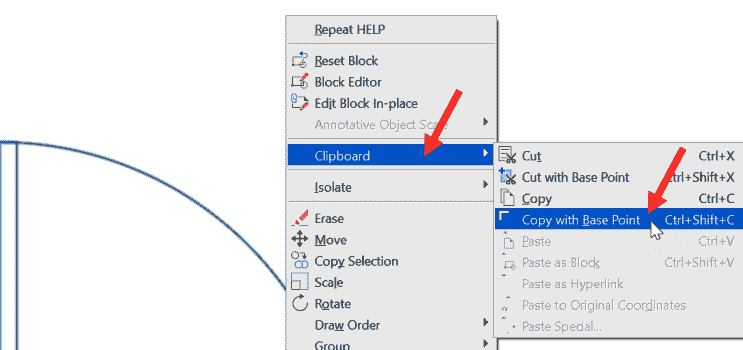 Repeat HELP
Reset Block
Block Editor
Edit Block In-place
Annotative Object Scale
Clipboard
Isolate
Erase
Move
Copy Selection
Scale
Rotate
Draw Order
Group
Cut Ctrl+X
Cut with Base Point Ctrl+Shift+X
Copy Ctrl+C
Copy with Base Point Ctrl+Shift+C
Paste Ctrl+V
Paste as Block Ctrl+Shift+V
Paste as Hyperlink
Paste to Original Coordinates
Paste Special...